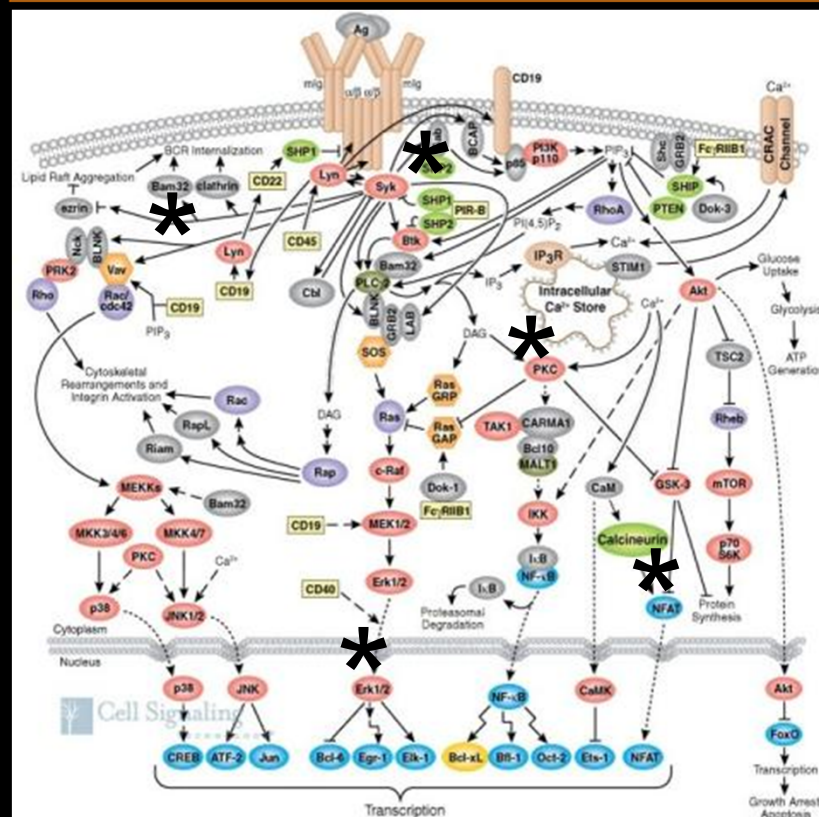 Ag
mIg
α/β
α/β
mIg
CD19
Ca²⁺
CRAC
Channel
BCR Internalization
SHP1
BCAP
p85
PI3K
p110
PIP₃
Shc
GRB2
FcγRIIB1
Lipid Raft Aggregation
Bam32
clathrin
CD22
Lyn
Syk
SHP2
SHIP
PTEN
Dok-3
ezrin
SHP1
PIR-B
SHP2
PI(4,5)P₂
RhoA
Nck
BLNK
Lyn
CD45
Btk
IP₃R
Ca²⁺
STIM1
PRK2
Vav
Bam32
Glucose
Uptake
Rho
Rac/
cdc42
CD19
CD19
Cbl
BLNK
GRB2
LAB
IP₃
Intracellular
Ca²⁺ Store
Ca²⁺
Akt
Glycolysis
PIP₃
SOS
DAG
PKC
TSC2
ATP
Generation
Cytoskeletal
Rearrangements and
Integrin Activation
Rac
RapL
Riam
DAG
Rap
Ras
Ras
GRP
Ras
GAP
TAK1
CARMA1
Bcl10
MALT1
Rheb
c-Raf
Dok-1
FcγRIIB1
CaM
GSK-3
mTOR
MEKKs
Bam32
MKK3/4/6
MKK4/7
PKC
CD19
MEK1/2
IKK
Calcineurin
p70
S6K
Ca²⁺
IκB
NF-κB
p38
JNK1/2
CD40
Erk1/2
IκB
Proteasomal
Degradation
NFAT
Protein
Synthesis
Cytoplasm
Nucleus
p38
JNK
Erk1/2
NF-κB
CaMK
Akt
Cell Signaling
CREB
ATF-2
Jun
Bcl-6
Egr-1
Elk-1
Bcl-xL
Bfl-1
Oct-2
Ets-1
NFAT
FoxO
Transcription
Growth Arrest
Apoptosis
Transcription